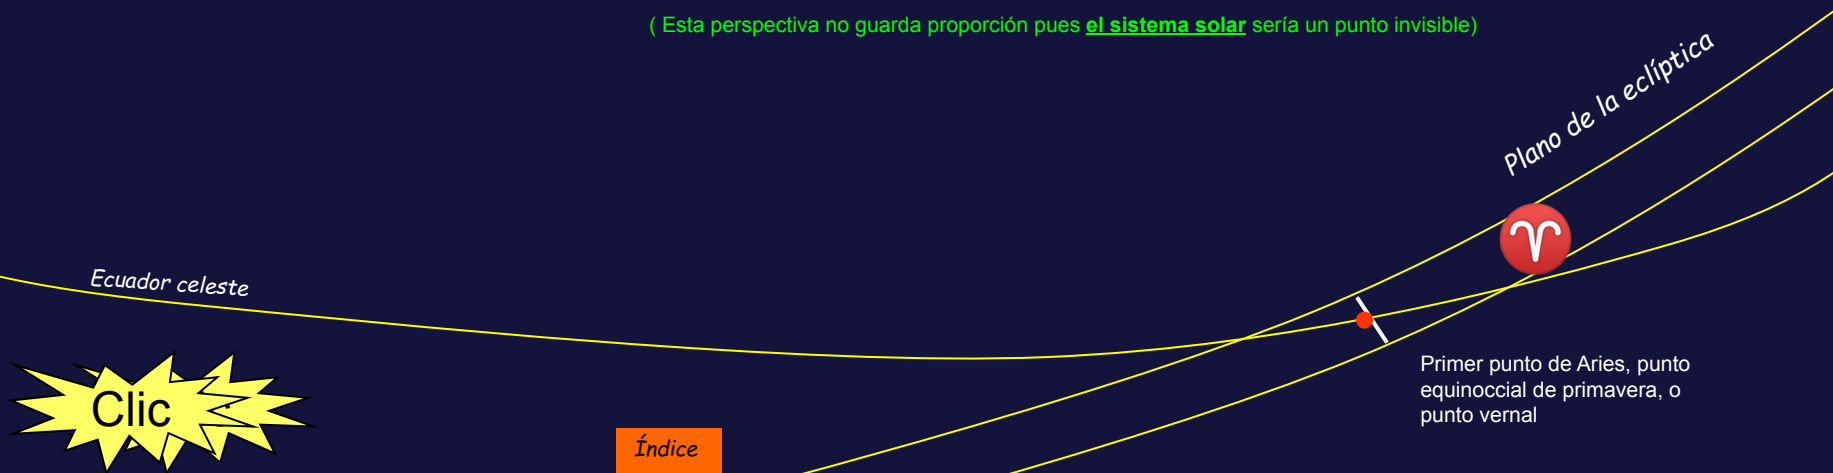 ( Esta perspectiva no guarda proporción pues el sistema solar sería un punto invisible)
Plano de la eclíptica
Ecuador celeste
Primer punto de Aries, punto
equinoccial de primavera, o
punto vernal
Clic
Índice